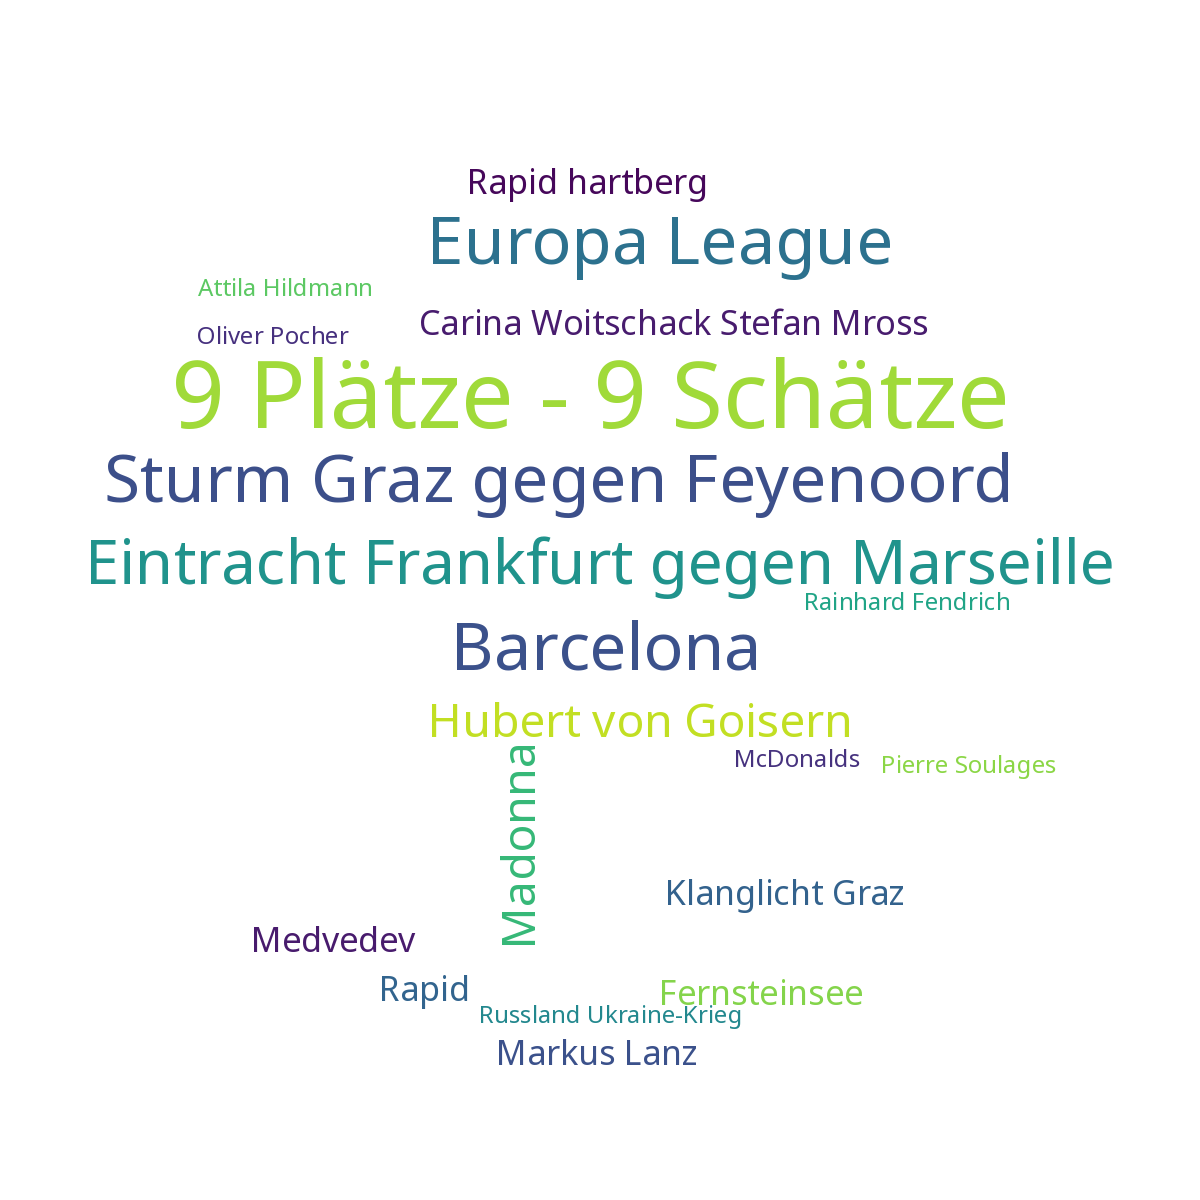 Rapid hartberg
Europa League
Attila Hildmann
Carina Woitschack Stefan Mross
Oliver Pocher
9 Plätze - 9 Schätze
Sturm Graz gegen Feyenoord
Eintracht Frankfurt gegen Marseille
Rainhard Fendrich
Barcelona
Hubert von Goisern
Madonna
McDonalds
Pierre Soulages
Klanglicht Graz
Medvedev
Rapid
Fernsteinsee
Russland Ukraine-Krieg
Markus Lanz